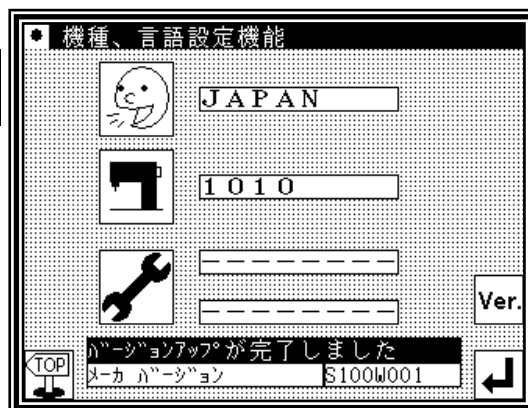 機種、言語設定機能
JAPAN
1010
--------
--------
Ver.
バージョンアップが完了しました
TOP
メーカ バージョン S100W001